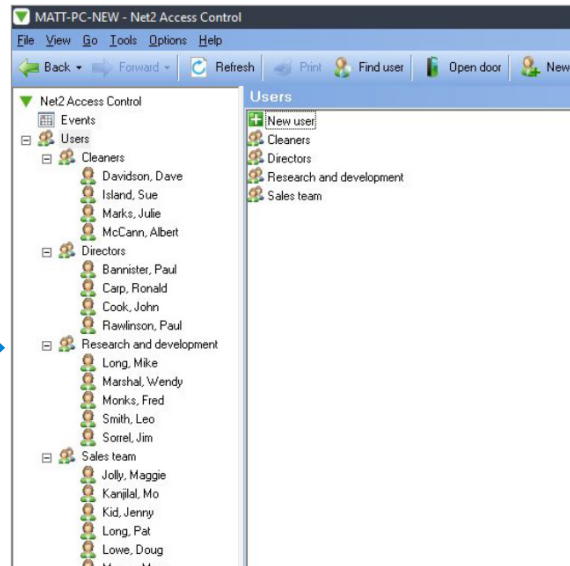 MATT-PC-NEW - Net2 Access Control
File View Go Tools Options Help
Back Forward Refresh Print Find user Open door New
Net2 Access Control
Events
Users
Cleaners
Davidson, Dave
Island, Sue
Marks, Julie
McCann, Albert
Directors
Bannister, Paul
Carp, Ronald
Cook, John
Rawlinson, Paul
Research and development
Long, Mike
Marshal, Wendy
Monks, Fred
Smith, Leo
Sorrel, Jim
Sales team
Jolly, Maggie
Kanjilal, Mo
Kid, Jenny
Long, Pat
Lowe, Doug
Users
New user
Cleaners
Directors
Research and development
Sales team